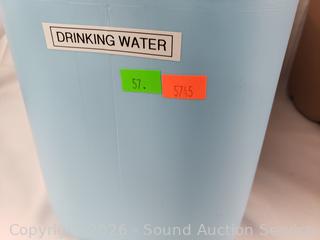 DRINKING WATER
57.
5745
Copyright 2026 - Sound Auction Service